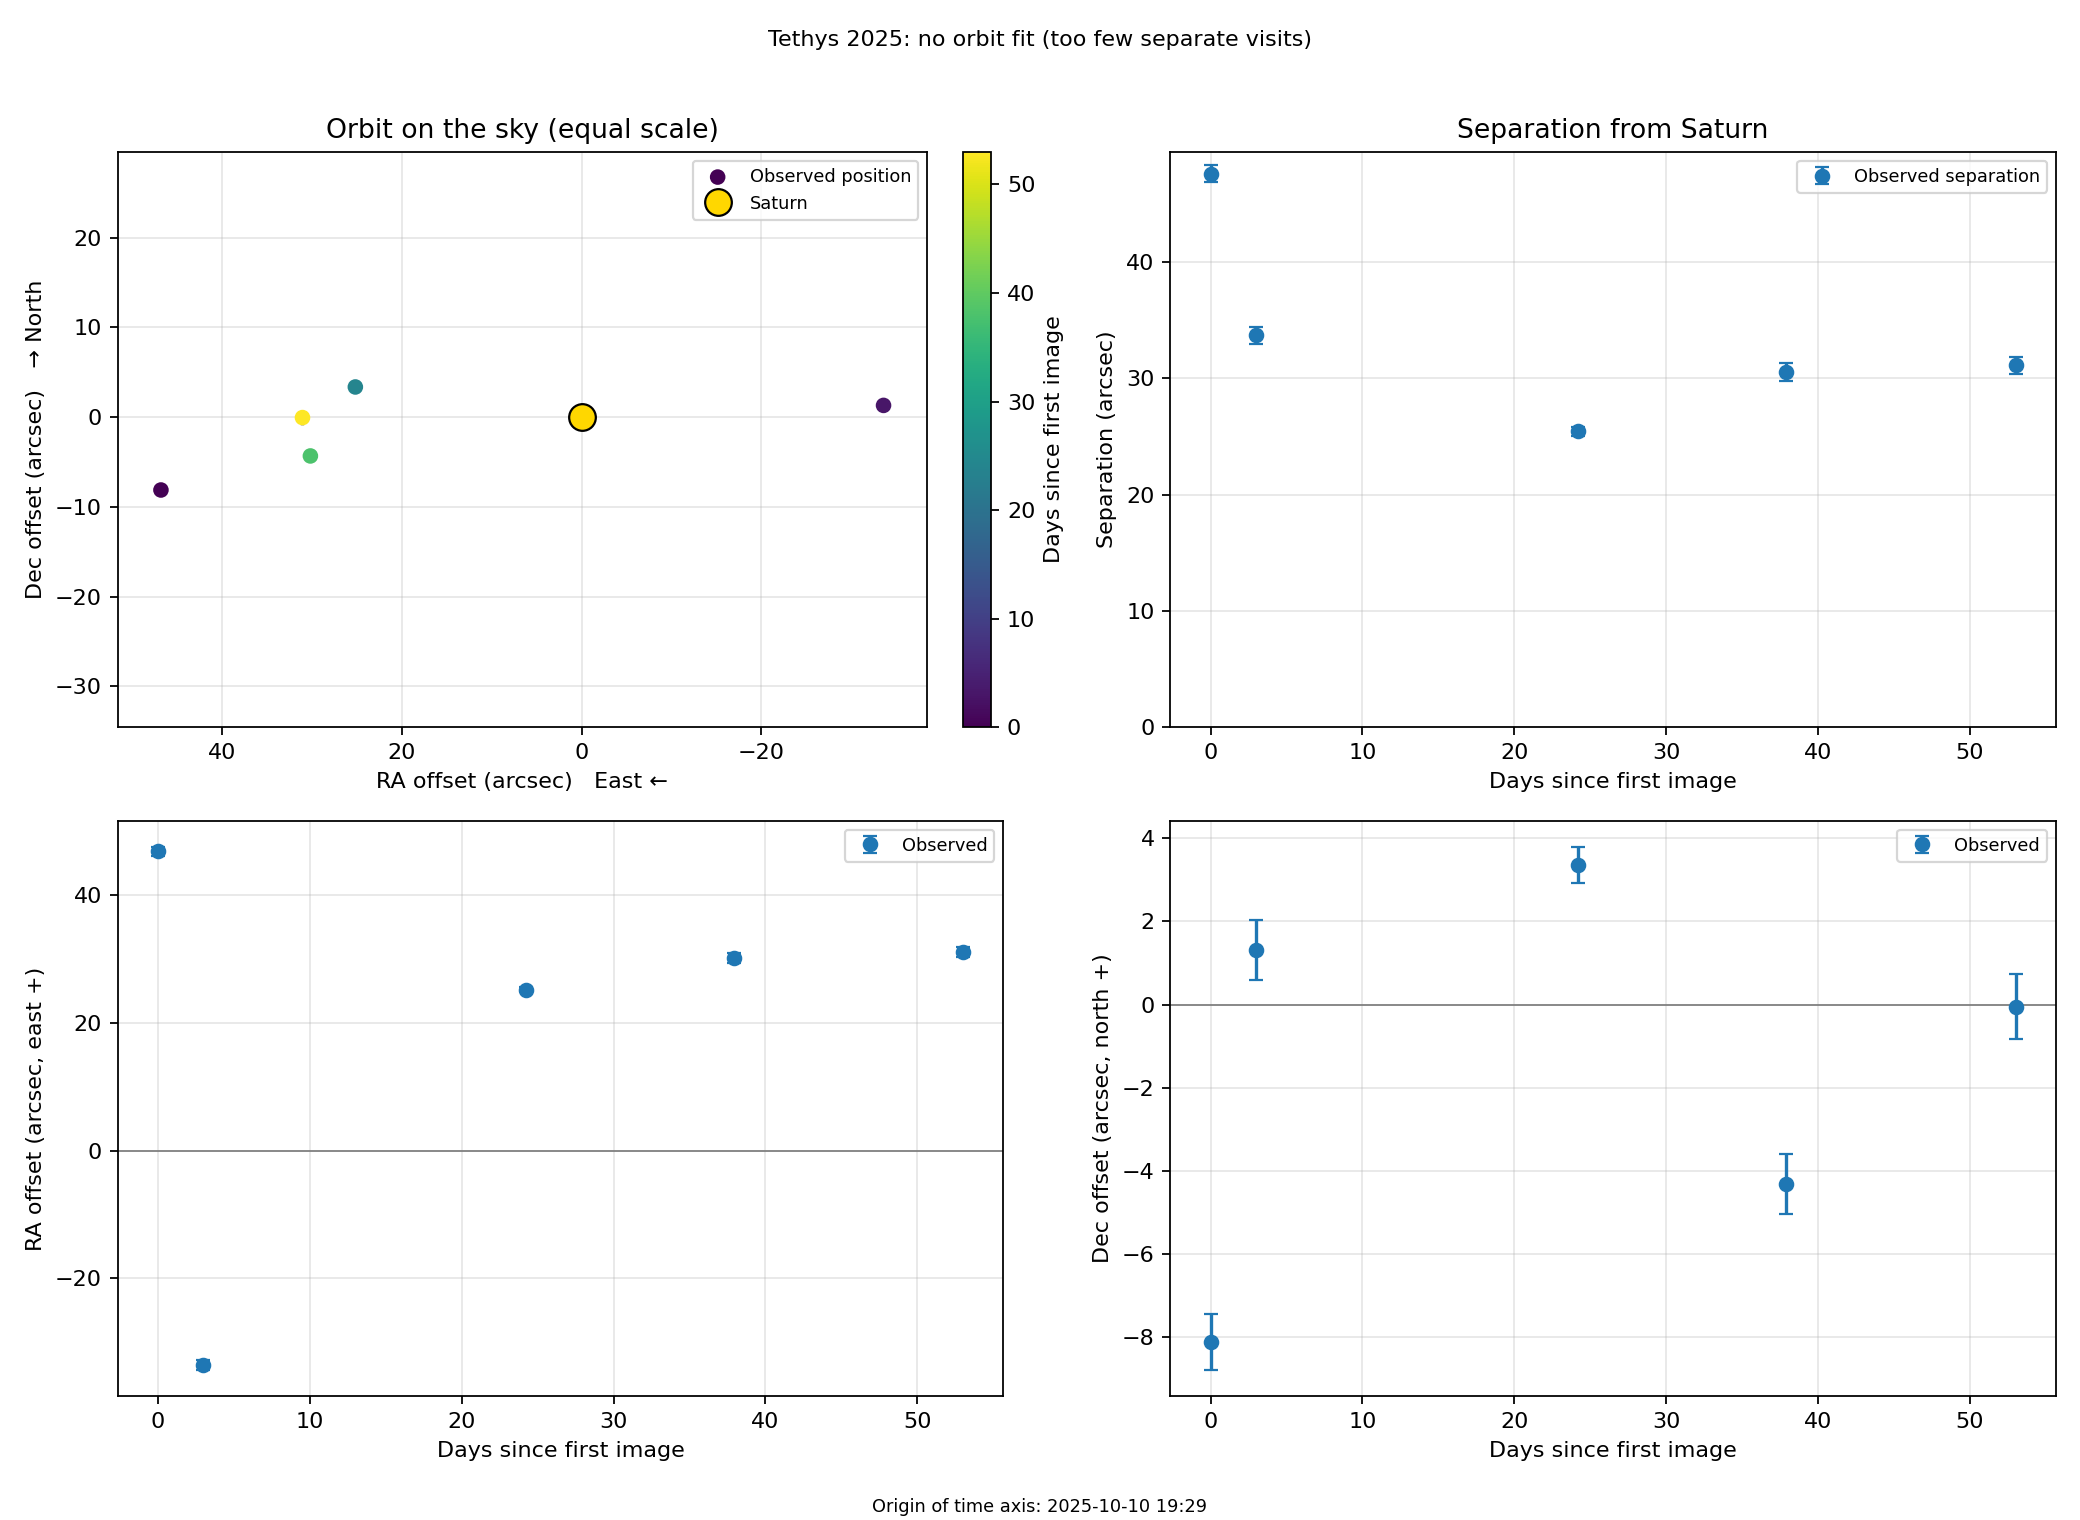 Tethys 2025: no orbit fit (too few separate visits)
Orbit on the sky (equal scale)
Observed position
Saturn
20
10
0
−10
−20
−30
Dec offset (arcsec)   → North
40
20
0
−20
RA offset (arcsec)   East ←
50
40
30
20
10
0
Days since first image
Separation from Saturn
Observed separation
40
30
20
10
0
Separation (arcsec)
0
10
20
30
40
50
Days since first image
Observed
40
20
0
−20
RA offset (arcsec, east +)
0
10
20
30
40
50
Days since first image
Observed
4
2
0
−2
−4
−6
−8
Dec offset (arcsec, north +)
0
10
20
30
40
50
Days since first image
Origin of time axis: 2025-10-10 19:29